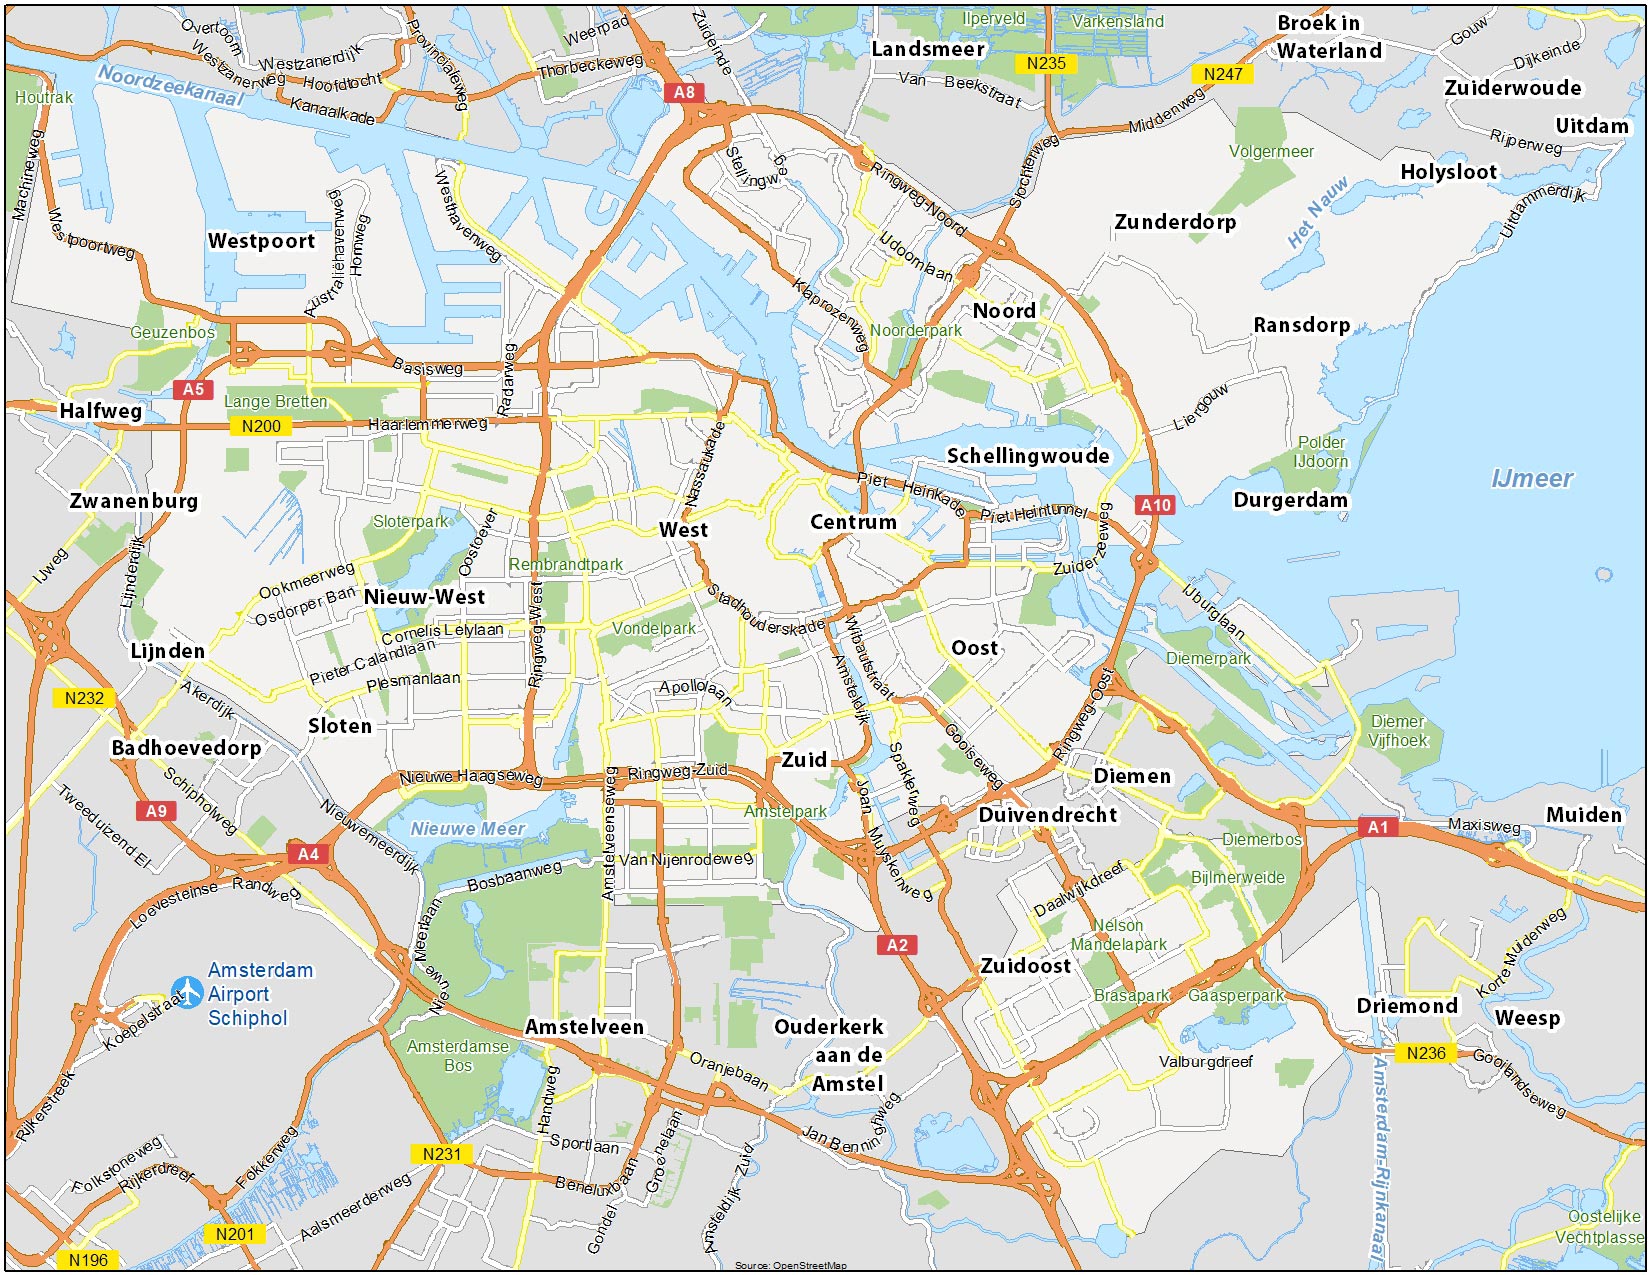 Overtoom
Westzanerdijk
Westzanerweg
Hoofdtocht
Kanaalkade
Provincialeweg
Weerpad
Thorbeckeweg
Zuideinde
Landsmeer
Ilperveld
Varkensland
Broek in
Waterland
Gouw
Dijkeinde
N235
N247
A8
Van Beekstraat
Middenweg
Zuiderwoude
Uitdam
Rijperweg
Houtrak
Noordzeekanaal
Machineweg
Volgermeer
Holysloot
Slochterweg
Stellingweg
Ringweg-Noord
Westhavenweg
Westpoortweg
Westpoort
Australiëhavenweg
Hornweg
Zunderdorp
Het Nauw
Uitdammerdijk
IJdoornlaan
Klaprozenweg
Noord
Noorderpark
Ransdorp
Geuzenbos
Basisweg
Radarweg
A5
Lange Bretten
Halfweg
N200
Haarlemmerweg
Liergouw
Nassaukade
Schellingwoude
Polder
IJdoorn
IJmeer
Zwanenburg
Durgerdam
A10
Piet Heinkade
Piet Heintunnel
Sloterpark
West
Centrum
Zuiderzeeweg
Oostoever
Rembrandtpark
IJweg
Lijnderdijk
Ookmeerweg
Osdorper Ban
Nieuw-West
Ringweg-West
Stadhouderskade
IJburglaan
Cornelis Lelylaan
Vondelpark
Wibautstraat
Oost
Lijnden
Pieter Calandlaan
Diemerpark
Plesmanlaan
Akerdijk
Apollolaan
Amsteldijk
N232
Sloten
Ringweg-Oost
Diemer
Vijfhoek
Badhoevedorp
Gooiseweg
Zuid
Spaklerweg
Diemen
Schipholweg
Nieuwe Haagseweg
Ringweg-Zuid
Tweeduizend El
Nieuwemeerdijk
A9
Nieuwe Meer
Amstelveenseweg
Amstelpark
Joan Muyskenweg
Duivendrecht
Diemerbos
A1
Maxisweg
Muiden
A4
Van Nijenrodeweg
Bosbaanweg
Loevesteinse Randweg
Daalwijkdreef
Bijlmerweide
Nieuwe Meerlaan
A2
Nelson
Mandelapark
Korte Muiderweg
Amsterdam
Airport
Schiphol
Koepelstraat
Zuidoost
Brasapark
Gaasperpark
Driemond
Weesp
Amstelveen
Ouderkerk
aan de
Amstel
Amsterdamse
Bos
Oranjebaan
Valburgdreef
N236
Gooilandseweg
Rijkerstreek
Handweg
Amsterdam-Rijnkanaal
Jan Benninghweg
Sportlaan
Groenelaan
Folkstoneweg
Rijkerdreef
Fokkerweg
N231
Aalsmeerderweg
Beneluxbaan
Gondel
Amsteldijk Zuid
N201
N196
Oostelijke
Vechtplassen
Source: OpenStreetMap